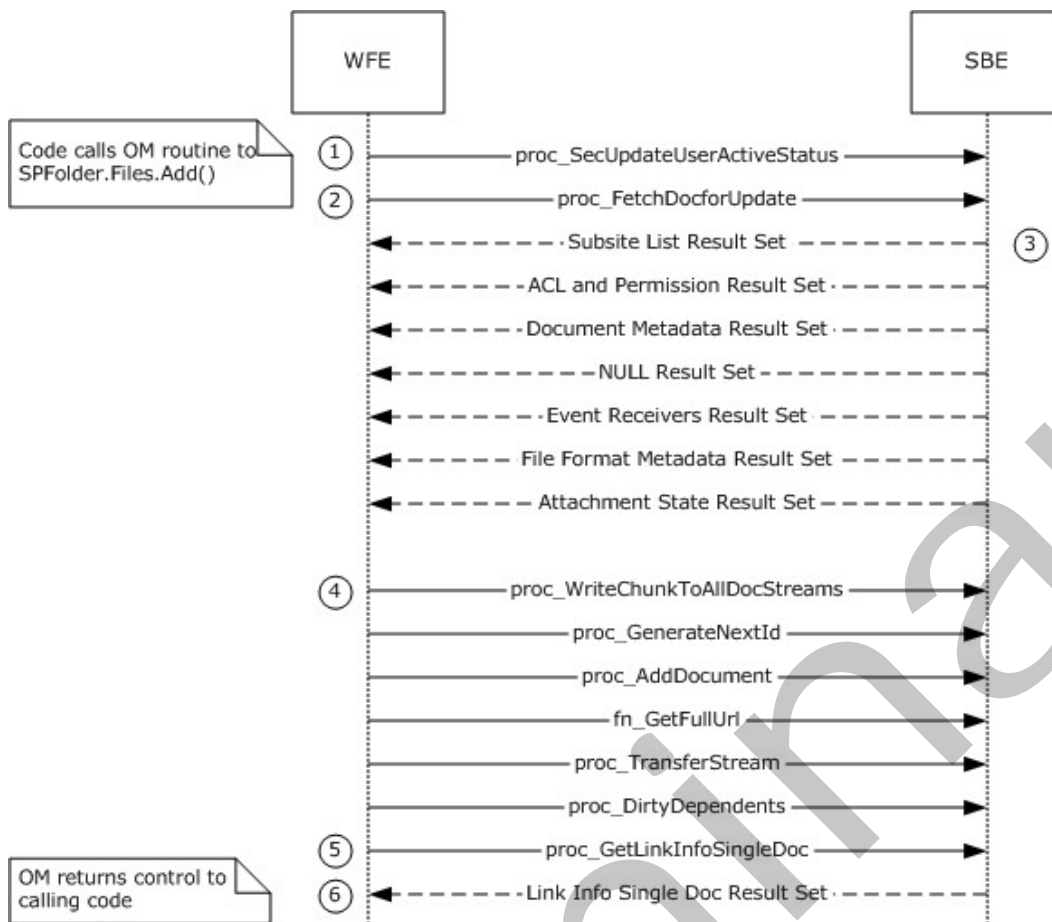 WFE
SBE
Code calls OM routine to
SPFolder.Files.Add()
1
proc_SecUpdateUserActiveStatus
2
proc_FetchDocforUpdate
Subsite List Result Set
3
ACL and Permission Result Set
Document Metadata Result Set
NULL Result Set
Event Receivers Result Set
File Format Metadata Result Set
Attachment State Result Set
4
proc_WriteChunkToAllDocStreams
proc_GenerateNextId
proc_AddDocument
fn_GetFullUrl
proc_TransferStream
proc_DirtyDependents
5
proc_GetLinkInfoSingleDoc
OM returns control to
calling code
6
Link Info Single Doc Result Set